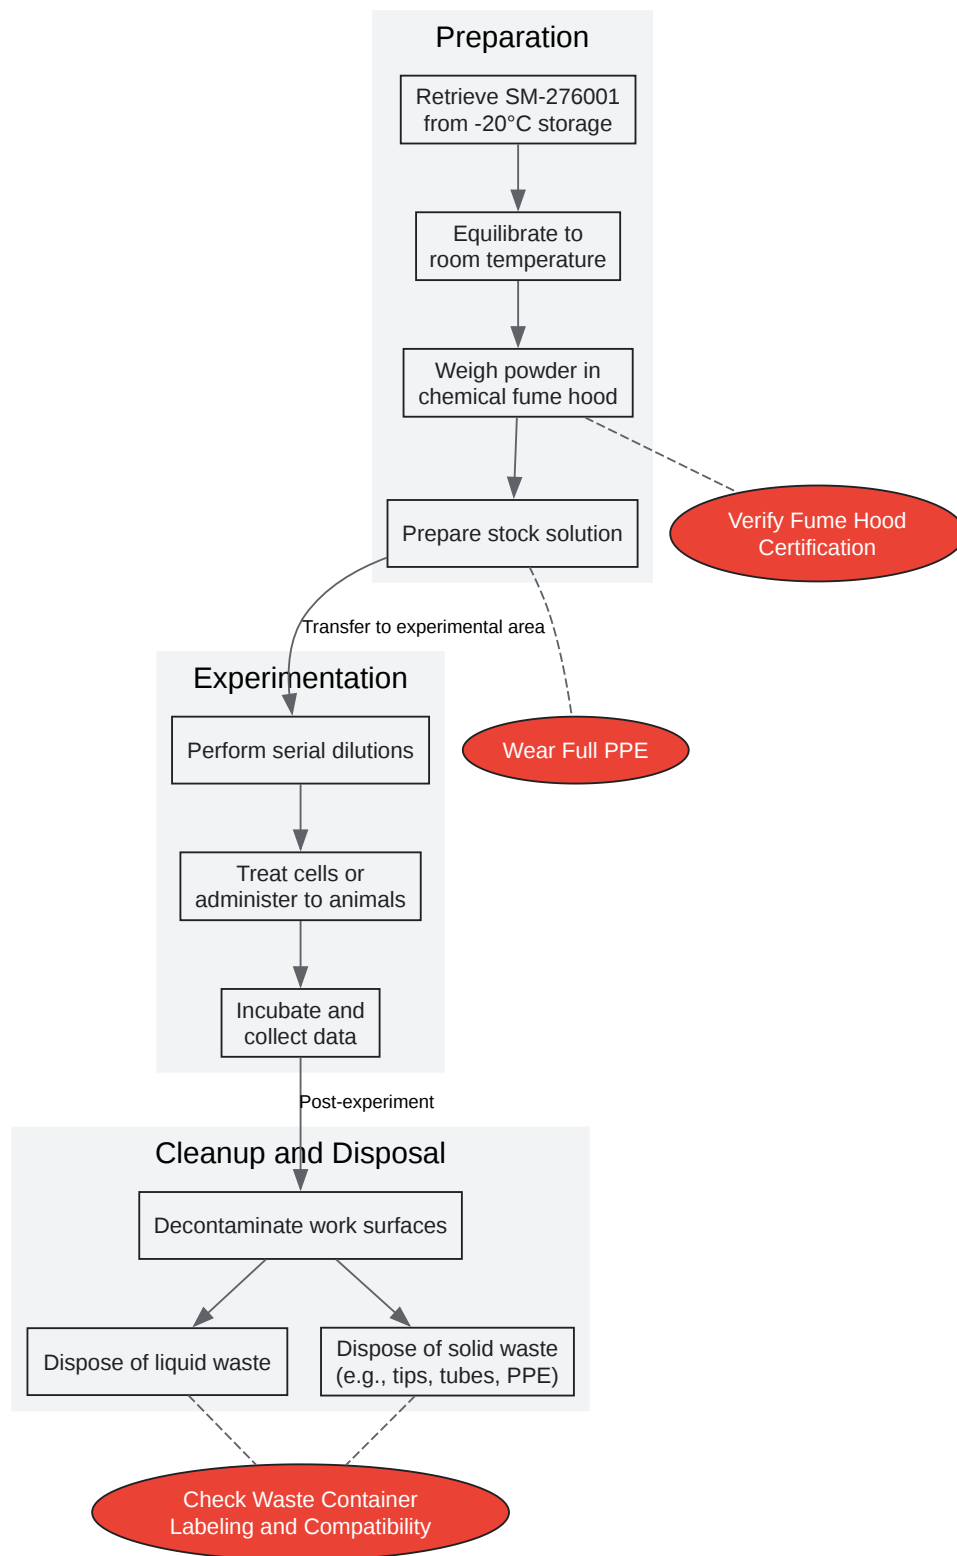 Preparation
Retrieve SM-276001
from -20°C storage
Equilibrate to
room temperature
Weigh powder in
chemical fume hood
Verify Fume Hood
Certification
Prepare stock solution
Transfer to experimental area
Experimentation
Perform serial dilutions
Wear Full PPE
Treat cells or
administer to animals
Incubate and
collect data
Post-experiment
Cleanup and Disposal
Decontaminate work surfaces
Dispose of liquid waste
Dispose of solid waste
(e.g., tips, tubes, PPE)
Check Waste Container
Labeling and Compatibility